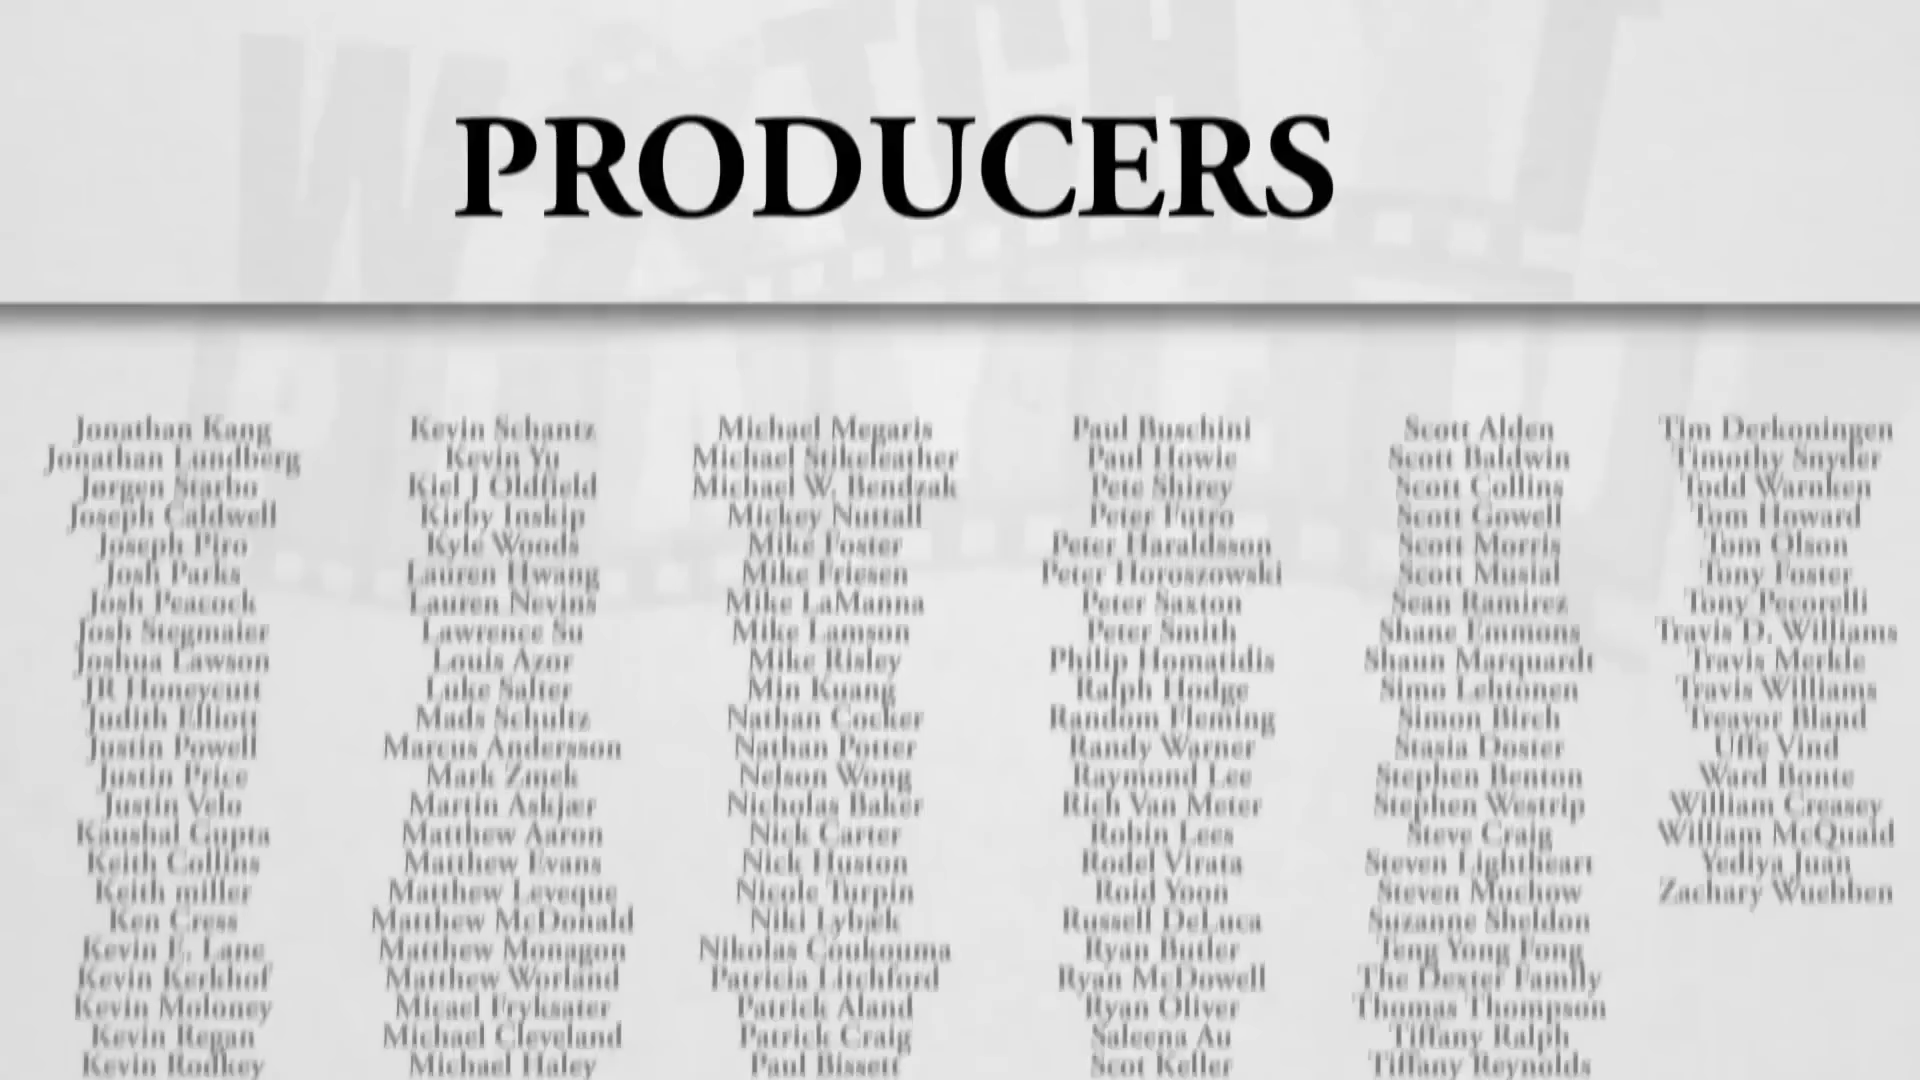 PRODUCERS
Jonathan Kang
Jonathan Lundberg
Jørgen Starbo
Joseph Caldwell
Joseph Piro
Josh Parks
Josh Peacock
Josh Stegmaier
Joshua Lawson
JR Honeycutt
Judith Elliott
Justin Powell
Justin Price
Justin Velo
Kaushal Gupta
Keith Collins
Keith miller
Ken Cress
Kevin E. Lane
Kevin Kerkhof
Kevin Moloney
Kevin Regan
Kevin Rodkey
Kevin Schantz
Kevin Yu
Kiel J Oldfield
Kirby Inskip
Kyle Woods
Lauren Hwang
Lauren Nevins
Lawrence Su
Louis Azor
Luke Salter
Mads Schultz
Marcus Andersson
Mark Zmek
Martin Askjær
Matthew Aaron
Matthew Evans
Matthew Leveque
Matthew McDonald
Matthew Monagon
Matthew Worland
Micael Fryksater
Michael Cleveland
Michael Haley
Michael Megaris
Michael Stikeleather
Michael W. Bendzak
Mickey Nuttall
Mike Foster
Mike Friesen
Mike LaManna
Mike Lamson
Mike Risley
Min Kuang
Nathan Cocker
Nathan Potter
Nelson Wong
Nicholas Baker
Nick Carter
Nick Huston
Nicole Turpin
Niki Lybæk
Nikolas Coukouma
Patricia Litchford
Patrick Aland
Patrick Craig
Paul Bissett
Paul Buschini
Paul Howie
Pete Shirey
Peter Futro
Peter Haraldsson
Peter Horoszowski
Peter Saxton
Peter Smith
Philip Homatidis
Ralph Hodge
Random Fleming
Randy Warner
Raymond Lee
Rich Van Meter
Robin Lees
Rodel Virata
Roid Yoon
Russell DeLuca
Ryan Butler
Ryan McDowell
Ryan Oliver
Saleena Au
Scot Keller
Scott Alden
Scott Baldwin
Scott Collins
Scott Gowell
Scott Morris
Scott Musial
Sean Ramirez
Shane Emmons
Shaun Marquardt
Simo Lehtonen
Simon Birch
Stasia Doster
Stephen Benton
Stephen Westrip
Steve Craig
Steven Lightheart
Steven Muchow
Suzanne Sheldon
Teng Yong Fong
The Dexter Family
Thomas Thompson
Tiffany Ralph
Tiffany Reynolds
Tim Derkoningen
Timothy Snyder
Todd Warnken
Tom Howard
Tom Olson
Tony Foster
Tony Pecorelli
Travis D. Williams
Travis Merkle
Travis Williams
Treavor Bland
Uffe Vind
Ward Bonte
William Creasey
William McQuaid
Yediya Juan
Zachary Wuebben